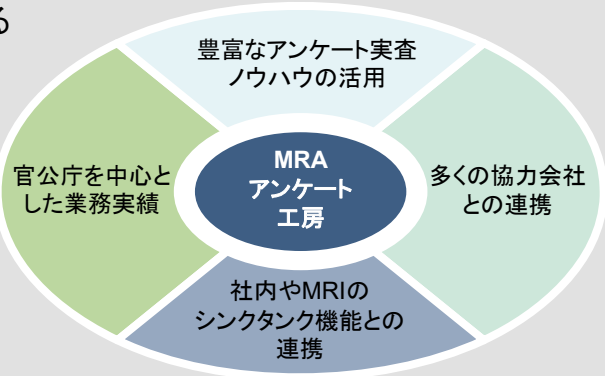 る
豊富なアンケート実査
ノウハウの活用
官公庁を中心と
した業務実績
MRA
アンケート
工房
多くの協力会社
との連携
社内やMRIの
シンクタンク機能との
連携